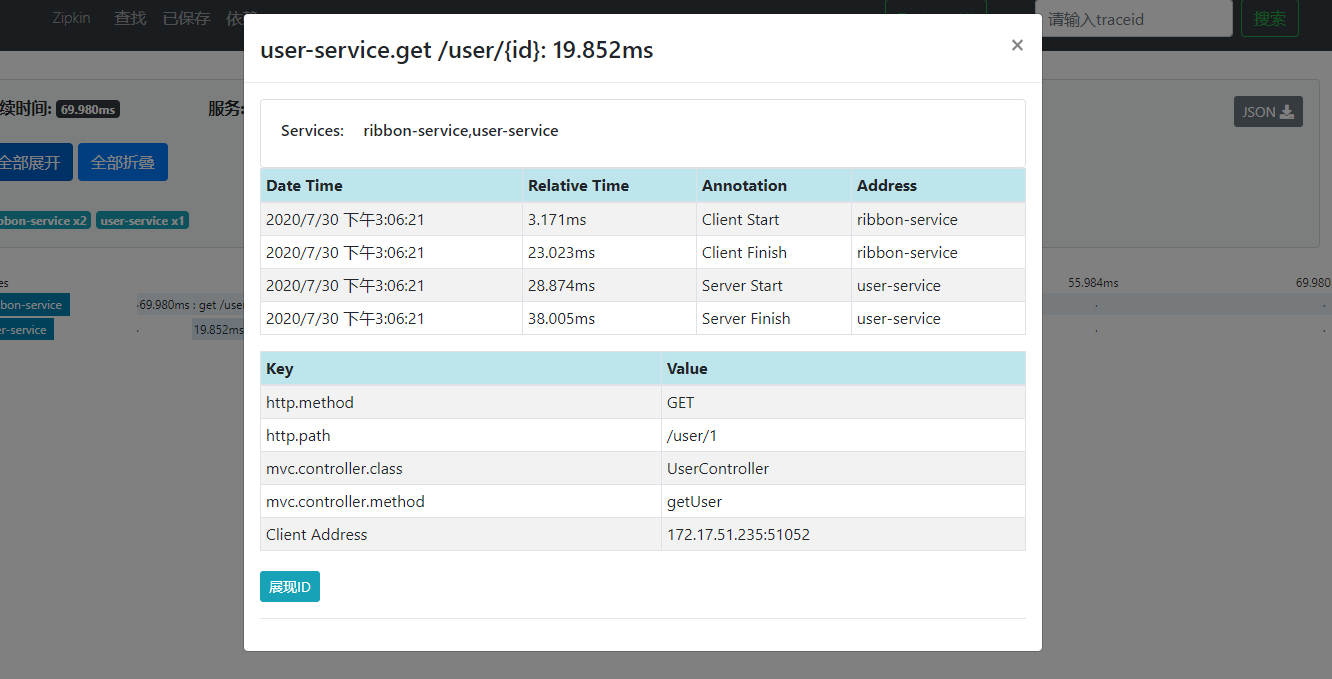 Zipkin 查找 已保存
请输入traceid 搜索
user-service.get /user/{id}: 19.852ms ×
续时间: 69.980ms 服务:
JSON
全部展开 全部折叠
Services: ribbon-service,user-service
Date Time Relative Time Annotation Address
2020/7/30 下午3:06:21 3.171ms Client Start ribbon-service
2020/7/30 下午3:06:21 23.023ms Client Finish ribbon-service
2020/7/30 下午3:06:21 28.874ms Server Start user-service
2020/7/30 下午3:06:21 38.005ms Server Finish user-service
bon-service x2 user-service x1
es 55.984ms 69.980
bon-service 69.980ms : get /user
r-service 19.852ms
Key Value
http.method GET
http.path /user/1
mvc.controller.class UserController
mvc.controller.method getUser
Client Address 172.17.51.235:51052
展现ID